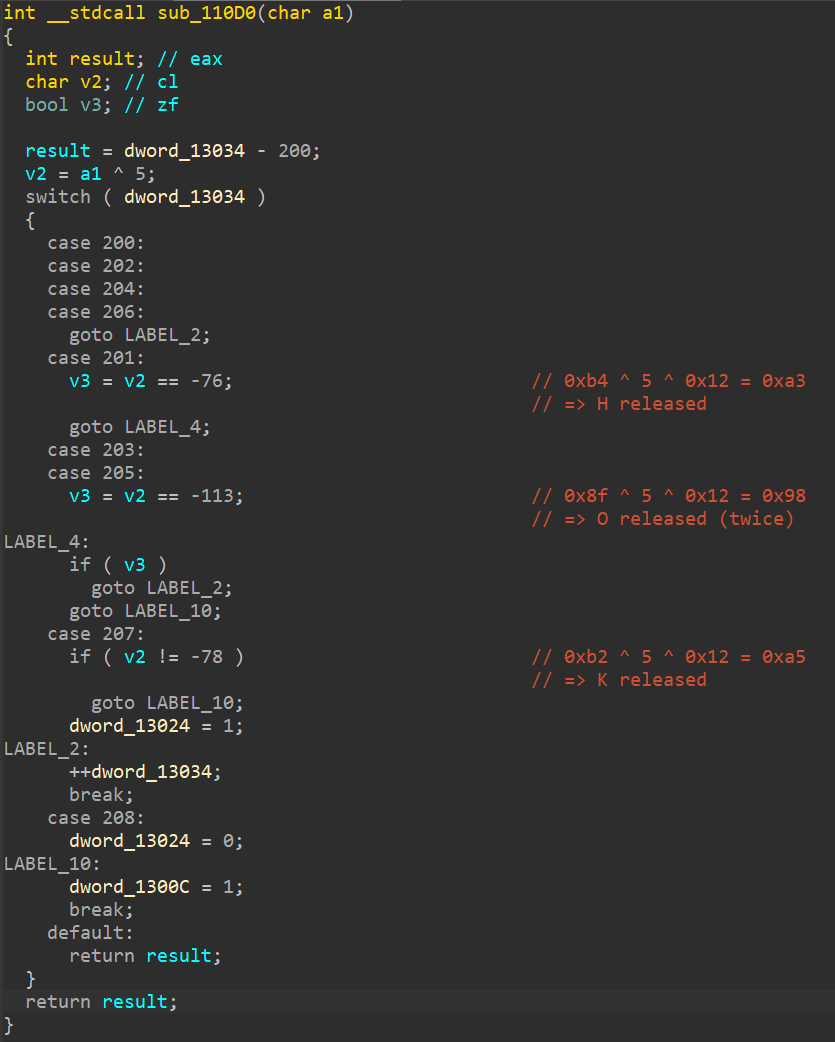 int __stdcall sub_110D0(char a1)
{
  int result; // eax
  char v2; // cl
  bool v3; // zf

  result = dword_13034 - 200;
  v2 = a1 ^ 5;
  switch ( dword_13034 )
  {
    case 200:
    case 202:
    case 204:
    case 206:
      goto LABEL_2;
    case 201:
      v3 = v2 == -76;                           // 0xb4 ^ 5 ^ 0x12 = 0xa3
                                                // => H released
      goto LABEL_4;
    case 203:
    case 205:
      v3 = v2 == -113;                          // 0x8f ^ 5 ^ 0x12 = 0x98
                                                // => O released (twice)
LABEL_4:
      if ( v3 )
        goto LABEL_2;
      goto LABEL_10;
    case 207:
      if ( v2 != -78 )                          // 0xb2 ^ 5 ^ 0x12 = 0xa5
                                                // => K released
        goto LABEL_10;
      dword_13024 = 1;
LABEL_2:
      ++dword_13034;
      break;
    case 208:
      dword_13024 = 0;
LABEL_10:
      dword_1300C = 1;
      break;
    default:
      return result;
  }
  return result;
}